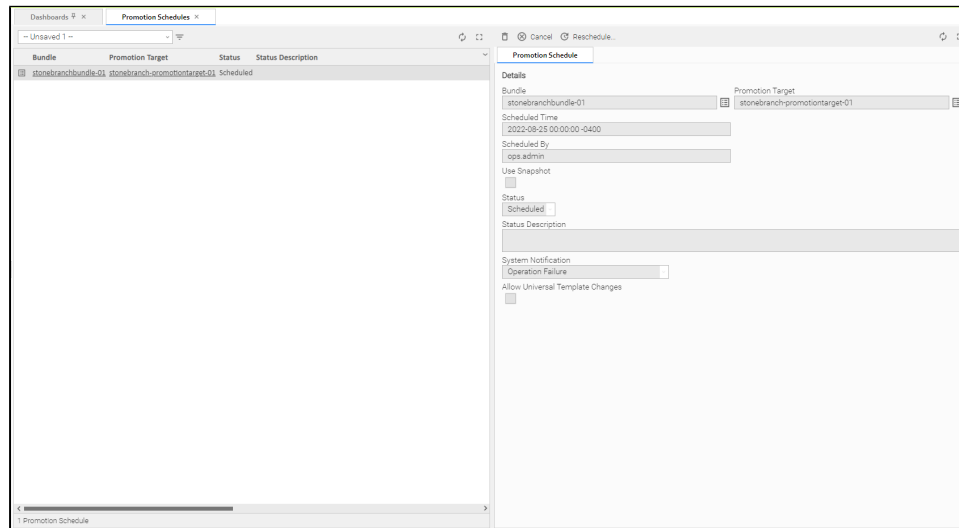 Dashboards
Promotion Schedules
-- Unsaved 1 --
Bundle Promotion Target Status Status Description
stonebranchbundle-01 stonebranch-promotiontarget-01 Scheduled
1 Promotion Schedule
Cancel Reschedule...
Promotion Schedule
Details
Bundle Promotion Target
stonebranchbundle-01 stonebranch-promotiontarget-01
Scheduled Time
2022-08-25 00:00:00 -0400
Scheduled By
ops.admin
Use Snapshot
Status
Scheduled
Status Description
System Notification
Operation Failure
Allow Universal Template Changes